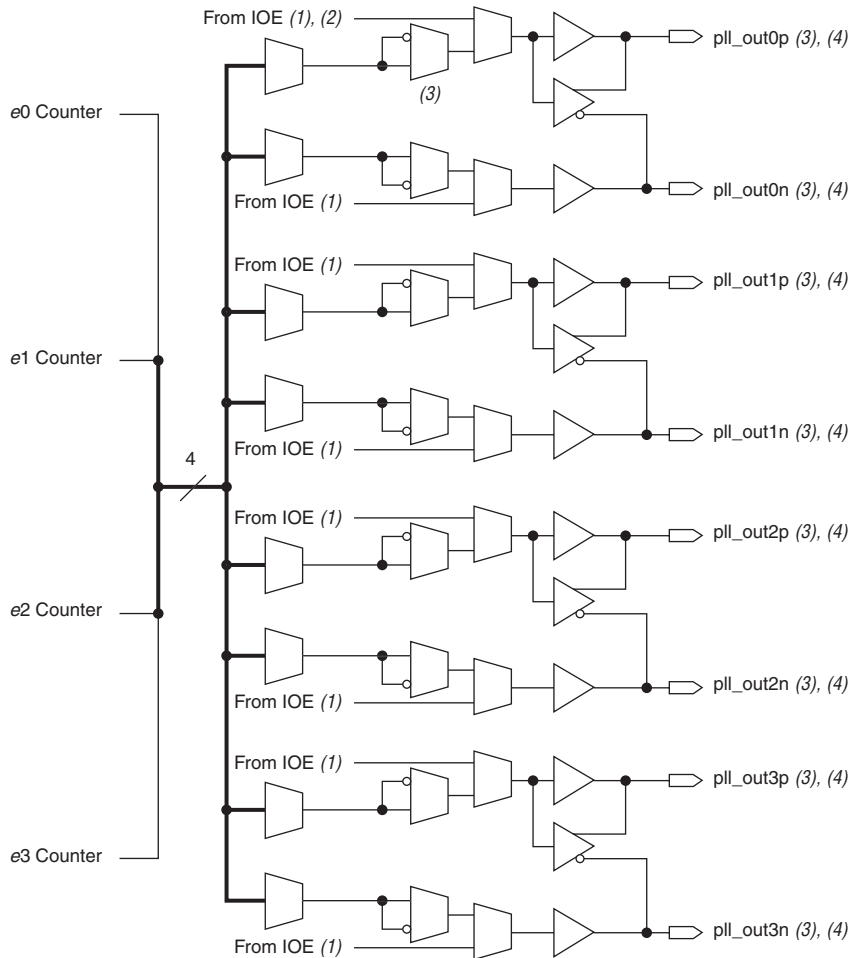 From IOE (1), (2)
pll_out0p (3), (4)
(3)
e0 Counter
pll_out0n (3), (4)
From IOE (1)
From IOE (1)
pll_out1p (3), (4)
e1 Counter
pll_out1n (3), (4)
From IOE (1)
4
From IOE (1)
pll_out2p (3), (4)
e2 Counter
pll_out2n (3), (4)
From IOE (1)
From IOE (1)
pll_out3p (3), (4)
e3 Counter
pll_out3n (3), (4)
From IOE (1)